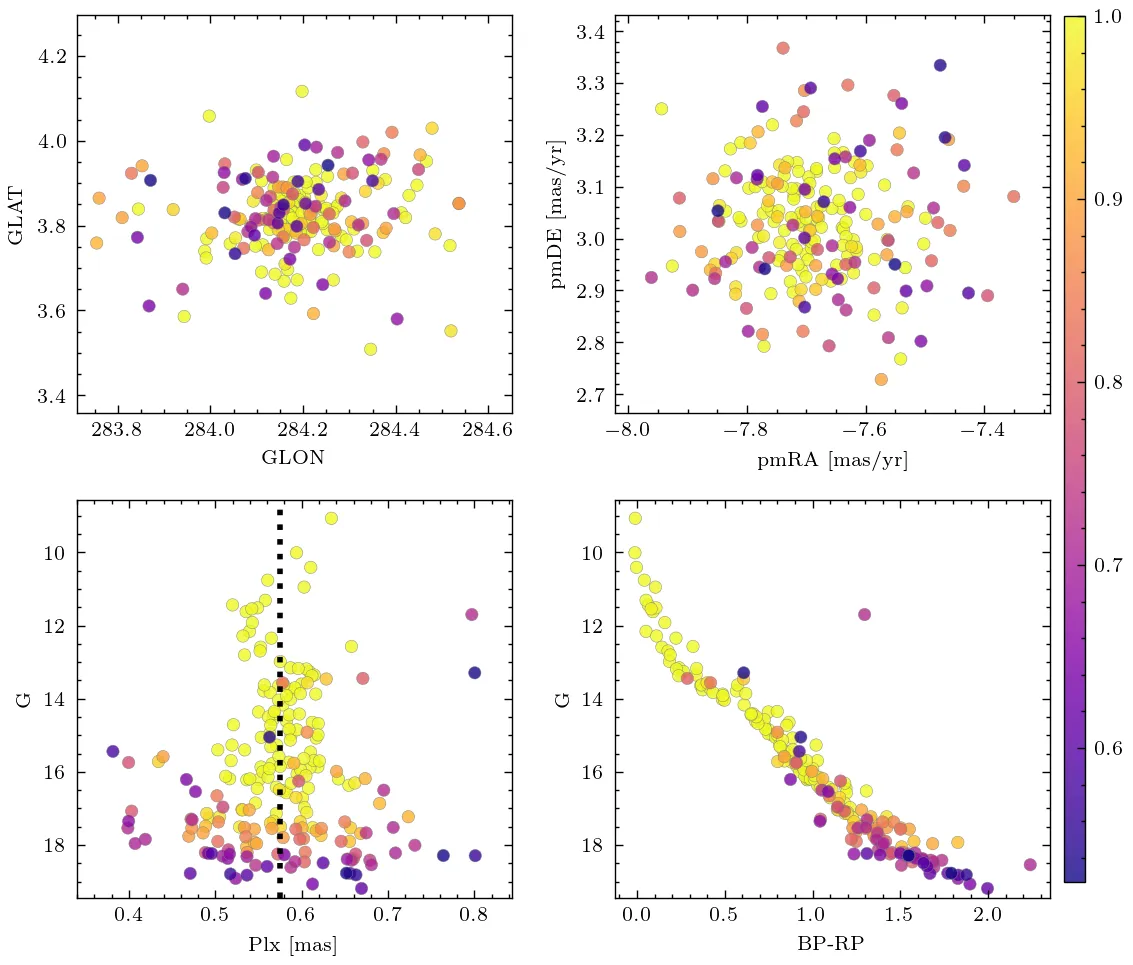 4.2
4.0
3.8
3.6
3.4
GLAT
283.8 284.0 284.2 284.4 284.6
GLON
3.4
3.3
3.2
3.1
3.0
2.9
2.8
2.7
pmDE [mas/yr]
−8.0 −7.8 −7.6 −7.4
pmRA [mas/yr]
1.0
0.9
0.8
0.7
0.6
10
12
14
16
18
G
0.4 0.5 0.6 0.7 0.8
Plx [mas]
10
12
14
16
18
G
0.0 0.5 1.0 1.5 2.0
BP-RP